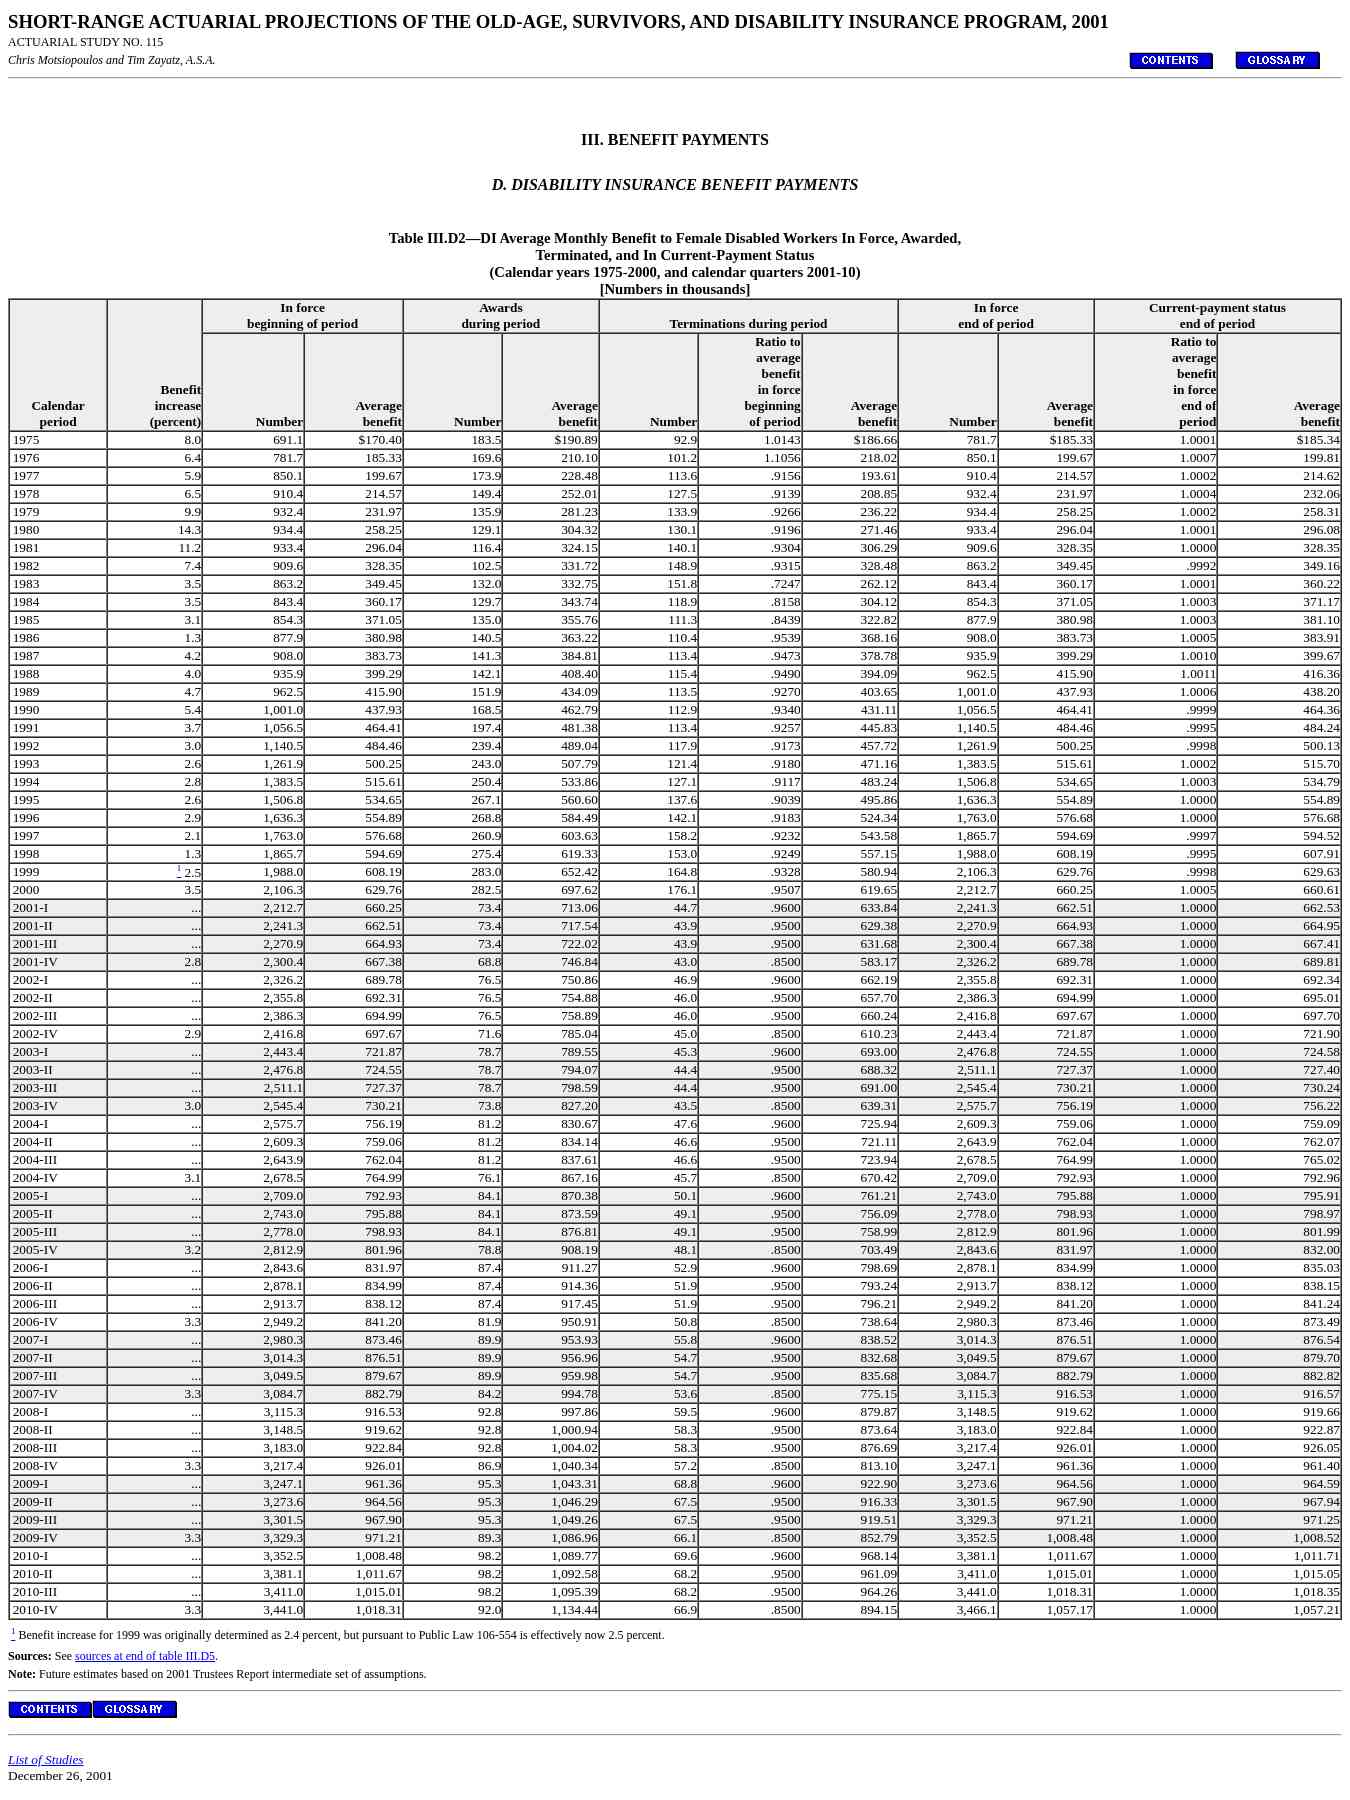 SHORT-RANGE ACTUARIAL PROJECTIONS OF THE OLD-AGE, SURVIVORS, AND DISABILITY INSURANCE PROGRAM, 2001
ACTUARIAL STUDY NO. 115
Chris Motsiopoulos and Tim Zayatz, A.S.A.
CONTENTS GLOSSARY
III. BENEFIT PAYMENTS
D. DISABILITY INSURANCE BENEFIT PAYMENTS
Table III.D2—DI Average Monthly Benefit to Female Disabled Workers In Force, Awarded,
Terminated, and In Current-Payment Status
(Calendar years 1975-2000, and calendar quarters 2001-10)
[Numbers in thousands]
Calendar period | Benefit increase (percent) | In force beginning of period | Awards during period | Terminations during period | In force end of period | Current-payment status end of period
Number | Average benefit | Number | Average benefit | Number | Ratio to average benefit in force beginning of period | Average benefit | Number | Average benefit | Ratio to average benefit in force end of period | Average benefit
1975 8.0 691.1 $170.40 183.5 $190.89 92.9 1.0143 $186.66 781.7 $185.33 1.0001 $185.34
1976 6.4 781.7 185.33 169.6 210.10 101.2 1.1056 218.02 850.1 199.67 1.0007 199.81
1977 5.9 850.1 199.67 173.9 228.48 113.6 .9156 193.61 910.4 214.57 1.0002 214.62
1978 6.5 910.4 214.57 149.4 252.01 127.5 .9139 208.85 932.4 231.97 1.0004 232.06
1979 9.9 932.4 231.97 135.9 281.23 133.9 .9266 236.22 934.4 258.25 1.0002 258.31
1980 14.3 934.4 258.25 129.1 304.32 130.1 .9196 271.46 933.4 296.04 1.0001 296.08
1981 11.2 933.4 296.04 116.4 324.15 140.1 .9304 306.29 909.6 328.35 1.0000 328.35
1982 7.4 909.6 328.35 102.5 331.72 148.9 .9315 328.48 863.2 349.45 .9992 349.16
1983 3.5 863.2 349.45 132.0 332.75 151.8 .7247 262.12 843.4 360.17 1.0001 360.22
1984 3.5 843.4 360.17 129.7 343.74 118.9 .8158 304.12 854.3 371.05 1.0003 371.17
1985 3.1 854.3 371.05 135.0 355.76 111.3 .8439 322.82 877.9 380.98 1.0003 381.10
1986 1.3 877.9 380.98 140.5 363.22 110.4 .9539 368.16 908.0 383.73 1.0005 383.91
1987 4.2 908.0 383.73 141.3 384.81 113.4 .9473 378.78 935.9 399.29 1.0010 399.67
1988 4.0 935.9 399.29 142.1 408.40 115.4 .9490 394.09 962.5 415.90 1.0011 416.36
1989 4.7 962.5 415.90 151.9 434.09 113.5 .9270 403.65 1,001.0 437.93 1.0006 438.20
1990 5.4 1,001.0 437.93 168.5 462.79 112.9 .9340 431.11 1,056.5 464.41 .9999 464.36
1991 3.7 1,056.5 464.41 197.4 481.38 113.4 .9257 445.83 1,140.5 484.46 .9995 484.24
1992 3.0 1,140.5 484.46 239.4 489.04 117.9 .9173 457.72 1,261.9 500.25 .9998 500.13
1993 2.6 1,261.9 500.25 243.0 507.79 121.4 .9180 471.16 1,383.5 515.61 1.0002 515.70
1994 2.8 1,383.5 515.61 250.4 533.86 127.1 .9117 483.24 1,506.8 534.65 1.0003 534.79
1995 2.6 1,506.8 534.65 267.1 560.60 137.6 .9039 495.86 1,636.3 554.89 1.0000 554.89
1996 2.9 1,636.3 554.89 268.8 584.49 142.1 .9183 524.34 1,763.0 576.68 1.0000 576.68
1997 2.1 1,763.0 576.68 260.9 603.63 158.2 .9232 543.58 1,865.7 594.69 .9997 594.52
1998 1.3 1,865.7 594.69 275.4 619.33 153.0 .9249 557.15 1,988.0 608.19 .9995 607.91
1999 1 2.5 1,988.0 608.19 283.0 652.42 164.8 .9328 580.94 2,106.3 629.76 .9998 629.63
2000 3.5 2,106.3 629.76 282.5 697.62 176.1 .9507 619.65 2,212.7 660.25 1.0005 660.61
2001-I ... 2,212.7 660.25 73.4 713.06 44.7 .9600 633.84 2,241.3 662.51 1.0000 662.53
2001-II ... 2,241.3 662.51 73.4 717.54 43.9 .9500 629.38 2,270.9 664.93 1.0000 664.95
2001-III ... 2,270.9 664.93 73.4 722.02 43.9 .9500 631.68 2,300.4 667.38 1.0000 667.41
2001-IV 2.8 2,300.4 667.38 68.8 746.84 43.0 .8500 583.17 2,326.2 689.78 1.0000 689.81
2002-I ... 2,326.2 689.78 76.5 750.86 46.9 .9600 662.19 2,355.8 692.31 1.0000 692.34
2002-II ... 2,355.8 692.31 76.5 754.88 46.0 .9500 657.70 2,386.3 694.99 1.0000 695.01
2002-III ... 2,386.3 694.99 76.5 758.89 46.0 .9500 660.24 2,416.8 697.67 1.0000 697.70
2002-IV 2.9 2,416.8 697.67 71.6 785.04 45.0 .8500 610.23 2,443.4 721.87 1.0000 721.90
2003-I ... 2,443.4 721.87 78.7 789.55 45.3 .9600 693.00 2,476.8 724.55 1.0000 724.58
2003-II ... 2,476.8 724.55 78.7 794.07 44.4 .9500 688.32 2,511.1 727.37 1.0000 727.40
2003-III ... 2,511.1 727.37 78.7 798.59 44.4 .9500 691.00 2,545.4 730.21 1.0000 730.24
2003-IV 3.0 2,545.4 730.21 73.8 827.20 43.5 .8500 639.31 2,575.7 756.19 1.0000 756.22
2004-I ... 2,575.7 756.19 81.2 830.67 47.6 .9600 725.94 2,609.3 759.06 1.0000 759.09
2004-II ... 2,609.3 759.06 81.2 834.14 46.6 .9500 721.11 2,643.9 762.04 1.0000 762.07
2004-III ... 2,643.9 762.04 81.2 837.61 46.6 .9500 723.94 2,678.5 764.99 1.0000 765.02
2004-IV 3.1 2,678.5 764.99 76.1 867.16 45.7 .8500 670.42 2,709.0 792.93 1.0000 792.96
2005-I ... 2,709.0 792.93 84.1 870.38 50.1 .9600 761.21 2,743.0 795.88 1.0000 795.91
2005-II ... 2,743.0 795.88 84.1 873.59 49.1 .9500 756.09 2,778.0 798.93 1.0000 798.97
2005-III ... 2,778.0 798.93 84.1 876.81 49.1 .9500 758.99 2,812.9 801.96 1.0000 801.99
2005-IV 3.2 2,812.9 801.96 78.8 908.19 48.1 .8500 703.49 2,843.6 831.97 1.0000 832.00
2006-I ... 2,843.6 831.97 87.4 911.27 52.9 .9600 798.69 2,878.1 834.99 1.0000 835.03
2006-II ... 2,878.1 834.99 87.4 914.36 51.9 .9500 793.24 2,913.7 838.12 1.0000 838.15
2006-III ... 2,913.7 838.12 87.4 917.45 51.9 .9500 796.21 2,949.2 841.20 1.0000 841.24
2006-IV 3.3 2,949.2 841.20 81.9 950.91 50.8 .8500 738.64 2,980.3 873.46 1.0000 873.49
2007-I ... 2,980.3 873.46 89.9 953.93 55.8 .9600 838.52 3,014.3 876.51 1.0000 876.54
2007-II ... 3,014.3 876.51 89.9 956.96 54.7 .9500 832.68 3,049.5 879.67 1.0000 879.70
2007-III ... 3,049.5 879.67 89.9 959.98 54.7 .9500 835.68 3,084.7 882.79 1.0000 882.82
2007-IV 3.3 3,084.7 882.79 84.2 994.78 53.6 .8500 775.15 3,115.3 916.53 1.0000 916.57
2008-I ... 3,115.3 916.53 92.8 997.86 59.5 .9600 879.87 3,148.5 919.62 1.0000 919.66
2008-II ... 3,148.5 919.62 92.8 1,000.94 58.3 .9500 873.64 3,183.0 922.84 1.0000 922.87
2008-III ... 3,183.0 922.84 92.8 1,004.02 58.3 .9500 876.69 3,217.4 926.01 1.0000 926.05
2008-IV 3.3 3,217.4 926.01 86.9 1,040.34 57.2 .8500 813.10 3,247.1 961.36 1.0000 961.40
2009-I ... 3,247.1 961.36 95.3 1,043.31 68.8 .9600 922.90 3,273.6 964.56 1.0000 964.59
2009-II ... 3,273.6 964.56 95.3 1,046.29 67.5 .9500 916.33 3,301.5 967.90 1.0000 967.94
2009-III ... 3,301.5 967.90 95.3 1,049.26 67.5 .9500 919.51 3,329.3 971.21 1.0000 971.25
2009-IV 3.3 3,329.3 971.21 89.3 1,086.96 66.1 .8500 852.79 3,352.5 1,008.48 1.0000 1,008.52
2010-I ... 3,352.5 1,008.48 98.2 1,089.77 69.6 .9600 968.14 3,381.1 1,011.67 1.0000 1,011.71
2010-II ... 3,381.1 1,011.67 98.2 1,092.58 68.2 .9500 961.09 3,411.0 1,015.01 1.0000 1,015.05
2010-III ... 3,411.0 1,015.01 98.2 1,095.39 68.2 .9500 964.26 3,441.0 1,018.31 1.0000 1,018.35
2010-IV 3.3 3,441.0 1,018.31 92.0 1,134.44 66.9 .8500 894.15 3,466.1 1,057.17 1.0000 1,057.21
1 Benefit increase for 1999 was originally determined as 2.4 percent, but pursuant to Public Law 106-554 is effectively now 2.5 percent.
Sources: See sources at end of table III.D5.
Note: Future estimates based on 2001 Trustees Report intermediate set of assumptions.
CONTENTS GLOSSARY
List of Studies
December 26, 2001